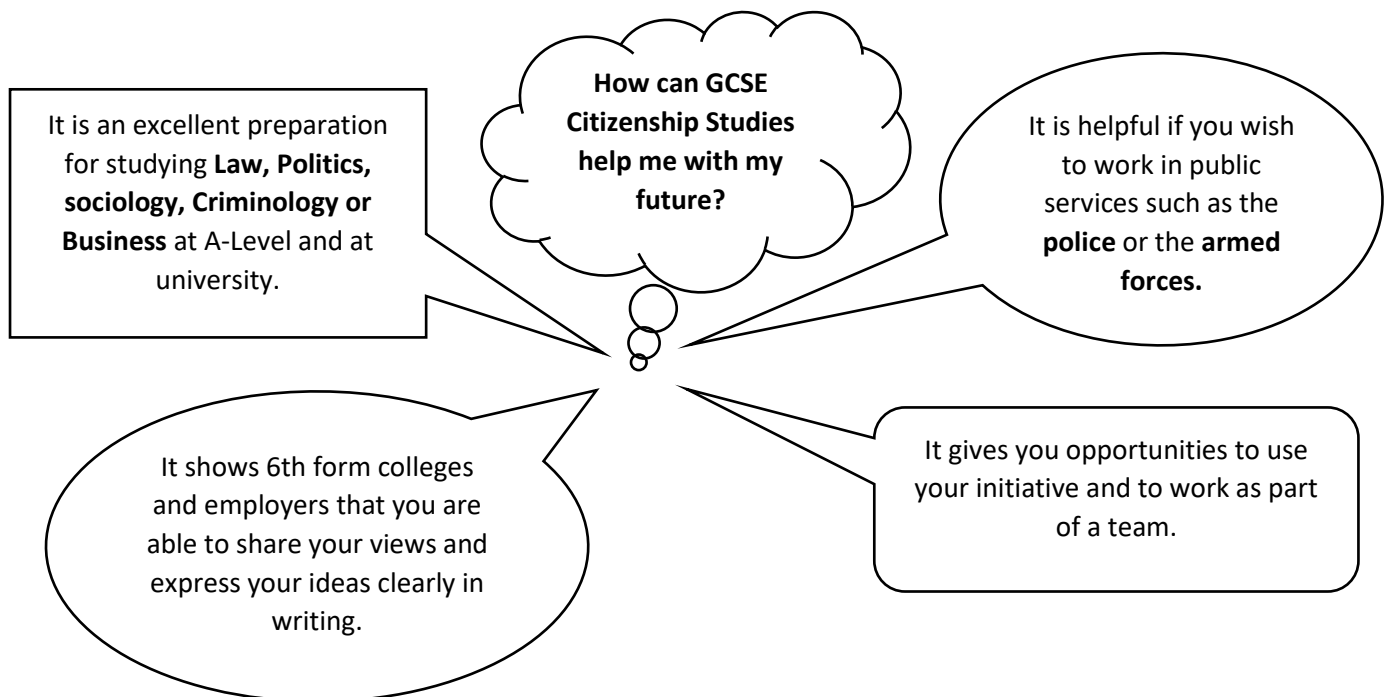 How can GCSE
Citizenship Studies
help me with my
future?
It is an excellent preparation
for studying Law, Politics,
sociology, Criminology or
Business at A-Level and at
university.
It is helpful if you wish
to work in public
services such as the
police or the armed
forces.
It shows 6th form colleges
and employers that you are
able to share your views and
express your ideas clearly in
writing.
It gives you opportunities to use
your initiative and to work as part
of a team.